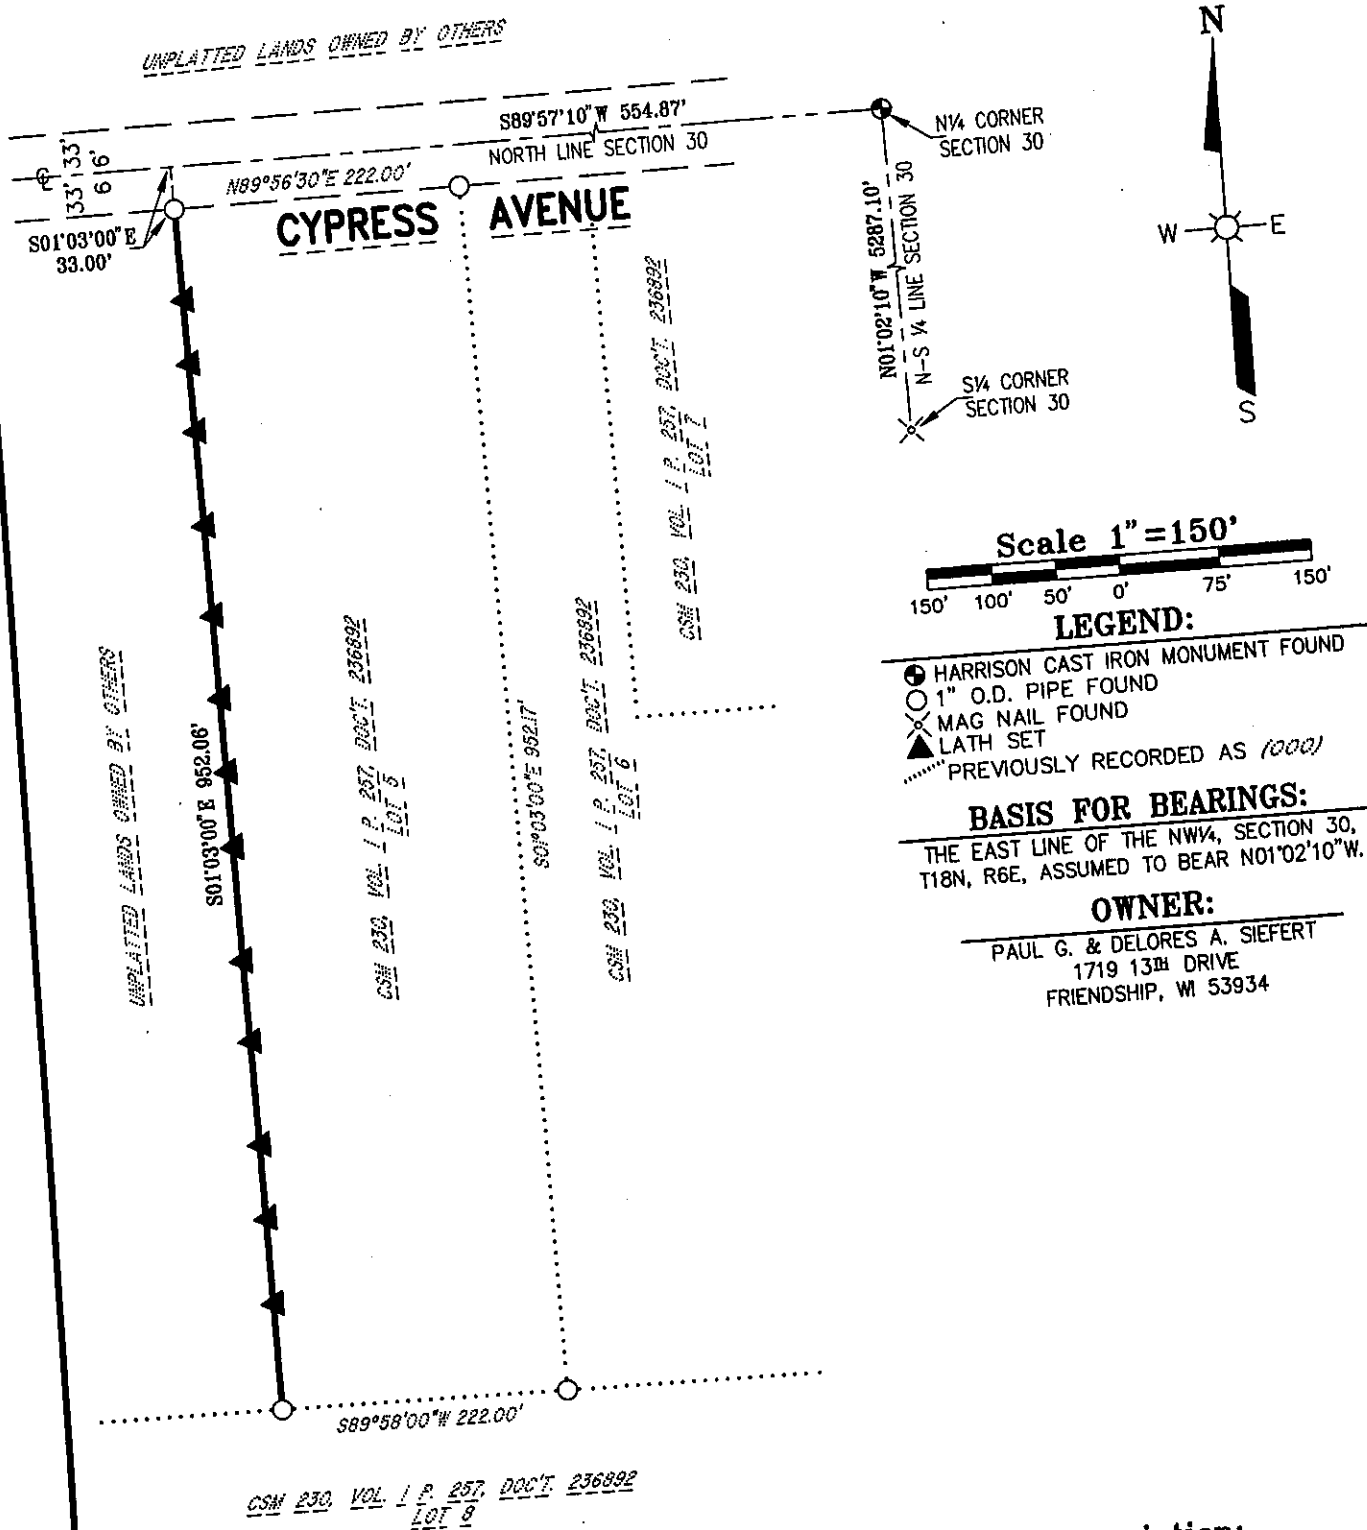 UNPLATTED LANDS OWNED BY OTHERS
N
S89°57'10"W 554.87'
NORTH LINE SECTION 30
N¼ CORNER
SECTION 30
33' 33'
66'
N89°56'30"E 222.00'
CYPRESS AVENUE
S01°03'00"E
33.00'
W
E
S
N01°02'10"W 5287.10'
N-S ¼ LINE SECTION 30
S¼ CORNER
SECTION 30
CSM 230, VOL. 1 P. 257, DOC'T. 236892
LOT 7
Scale 1"=150'
150' 100' 50' 0' 75' 150'
LEGEND:
HARRISON CAST IRON MONUMENT FOUND
1" O.D. PIPE FOUND
MAG NAIL FOUND
LATH SET
PREVIOUSLY RECORDED AS (000)
BASIS FOR BEARINGS:
THE EAST LINE OF THE NW¼, SECTION 30,
T18N, R6E, ASSUMED TO BEAR N01°02'10"W.
OWNER:
PAUL G. & DELORES A. SIEFERT
1719 13TH DRIVE
FRIENDSHIP, WI 53934
UNPLATTED LANDS OWNED BY OTHERS
S01°03'00"E 952.06'
CSM 230, VOL. 1 P. 257, DOC'T. 236892
LOT 5
S01°03'00"E 952.17'
CSM 230, VOL. 1 P. 257, DOC'T. 236892
LOT 6
S89°58'00"W 222.00'
CSM 230, VOL. 1 P. 257, DOC'T. 236892
LOT 8